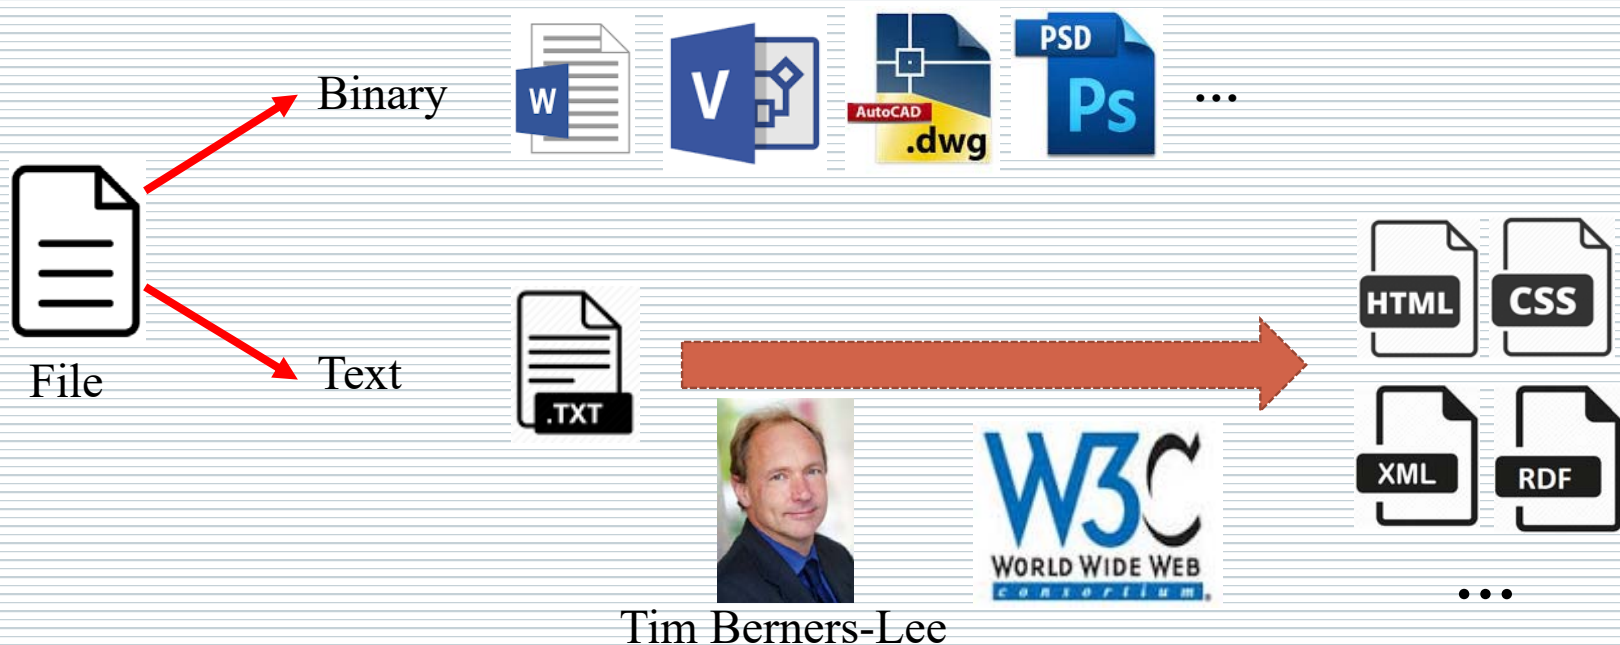 Binary
W
V
AutoCAD
.dwg
PSD
Ps
...
File
Text
.TXT
HTML
CSS
XML
RDF
...
Tim Berners-Lee
W3C
WORLD WIDE WEB
consortium